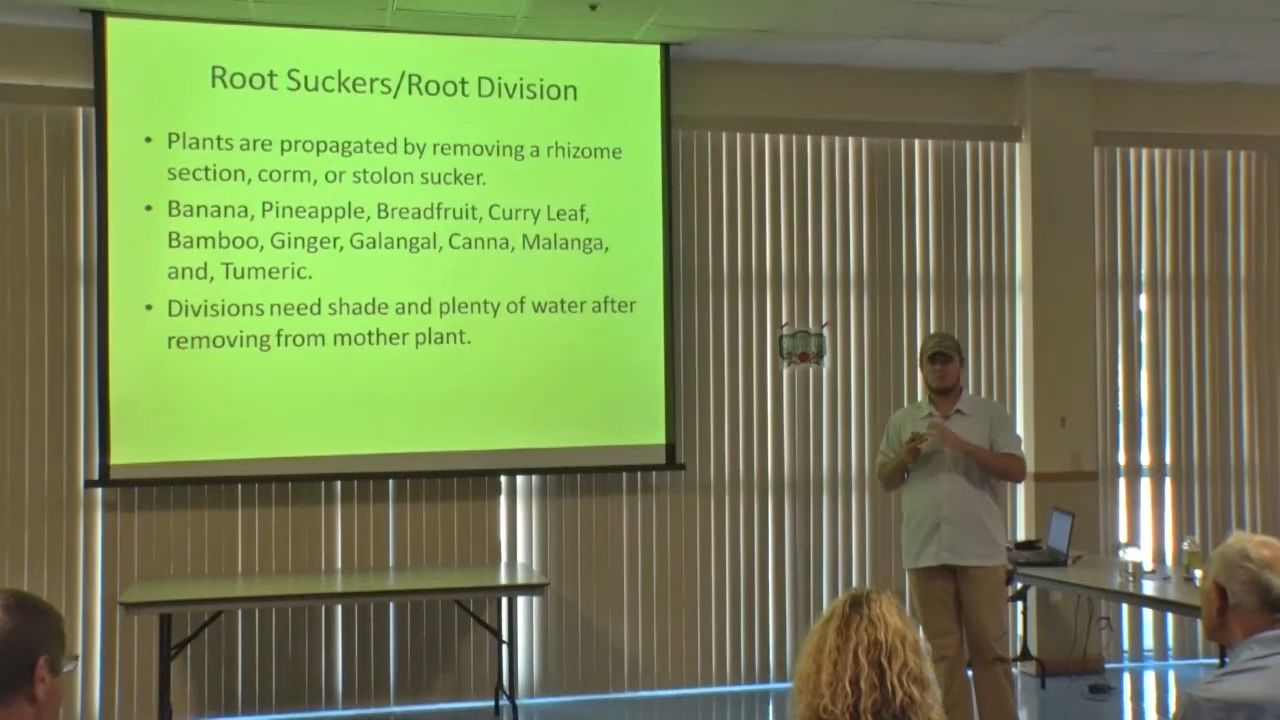 Root Suckers/Root Division
• Plants are propagated by removing a rhizome
section, corm, or stolon sucker.
• Banana, Pineapple, Breadfruit, Curry Leaf,
Bamboo, Ginger, Galangal, Canna, Malanga,
and, Tumeric.
• Divisions need shade and plenty of water after
removing from mother plant.